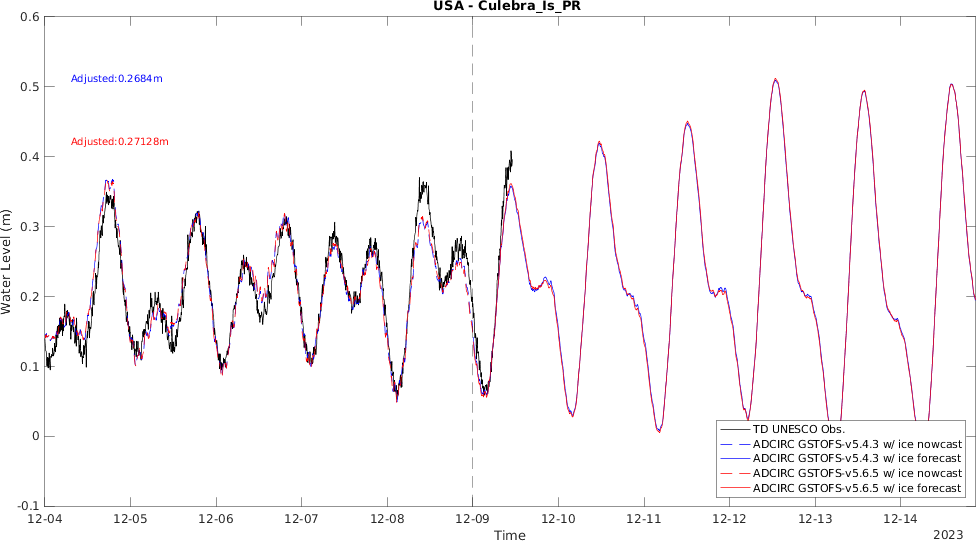 USA - Culebra_Is_PR
0.6
0.5
0.4
0.3
0.2
0.1
0
-0.1
Water Level (m)
Adjusted:0.2684m
Adjusted:0.27128m
TD UNESCO Obs.
ADCIRC GSTOFS-v5.4.3 w/ ice nowcast
ADCIRC GSTOFS-v5.4.3 w/ ice forecast
ADCIRC GSTOFS-v5.6.5 w/ ice nowcast
ADCIRC GSTOFS-v5.6.5 w/ ice forecast
12-04 12-05 12-06 12-07 12-08 12-09 12-10 12-11 12-12 12-13 12-14
Time
2023